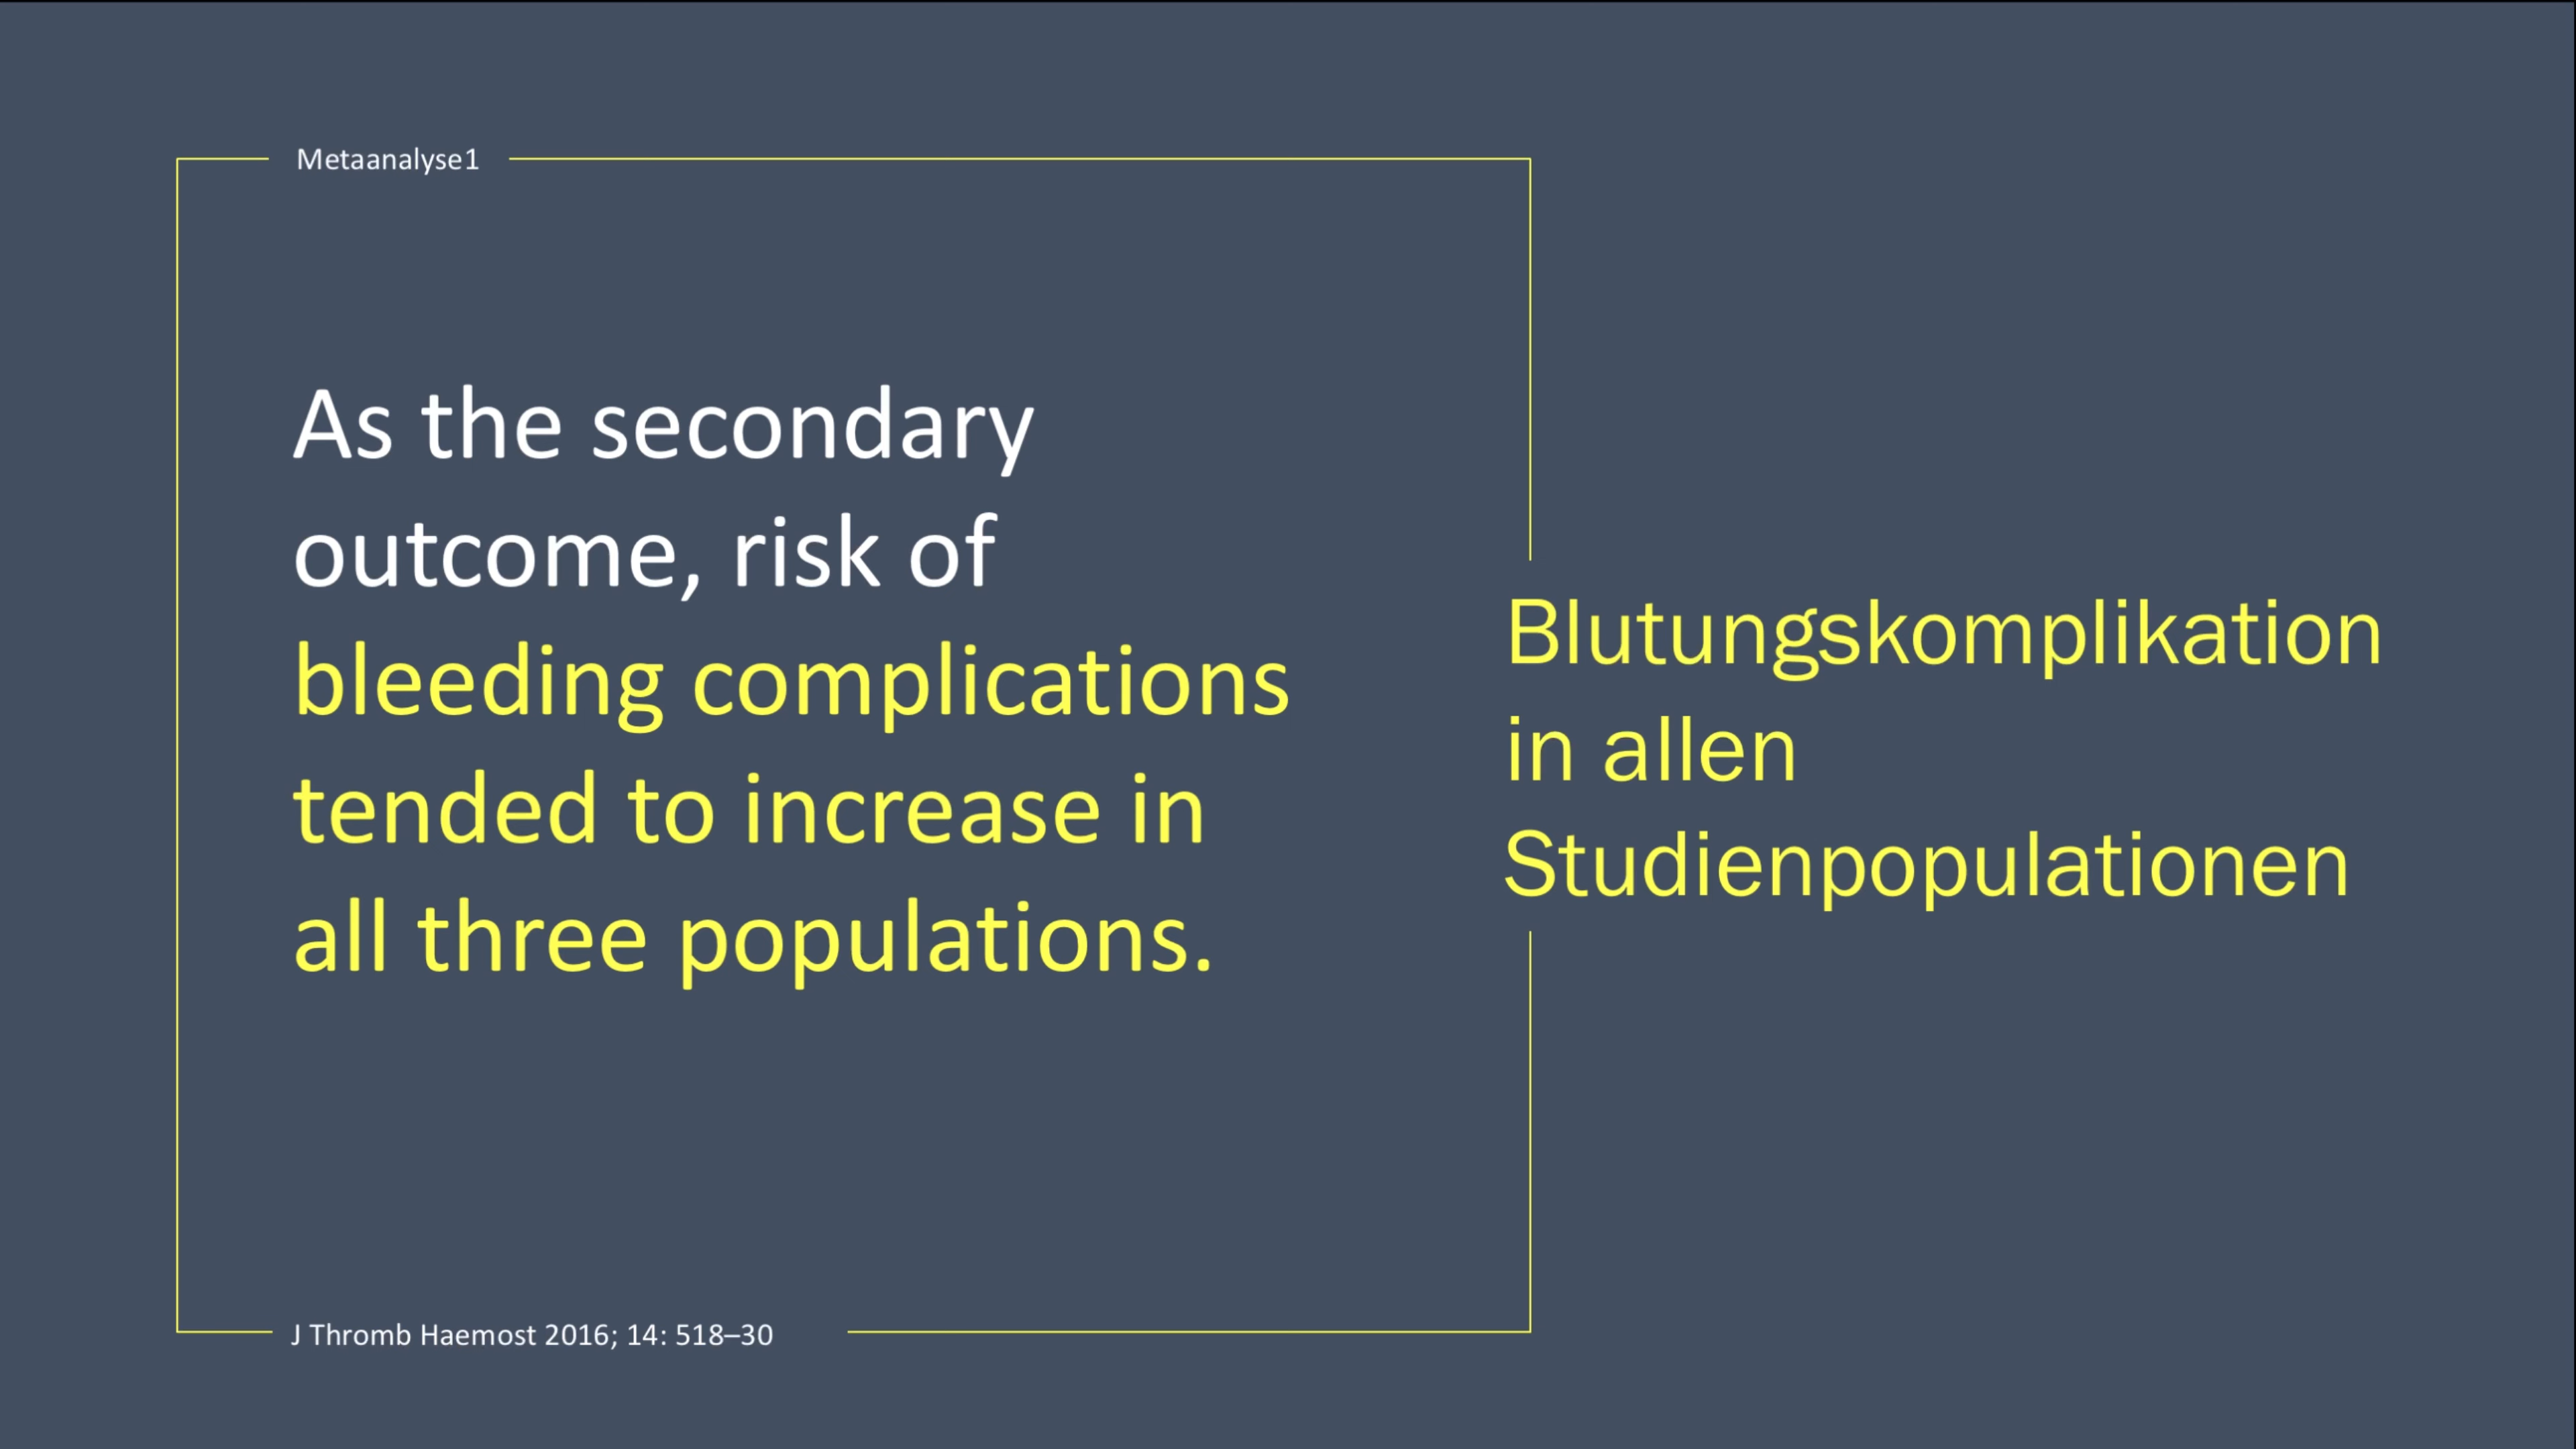 Metaanalyse1
As the secondary
outcome, risk of
bleeding complications
tended to increase in
all three populations.
Blutungskomplikation
in allen
Studienpopulationen
J Thromb Haemost 2016; 14: 518–30